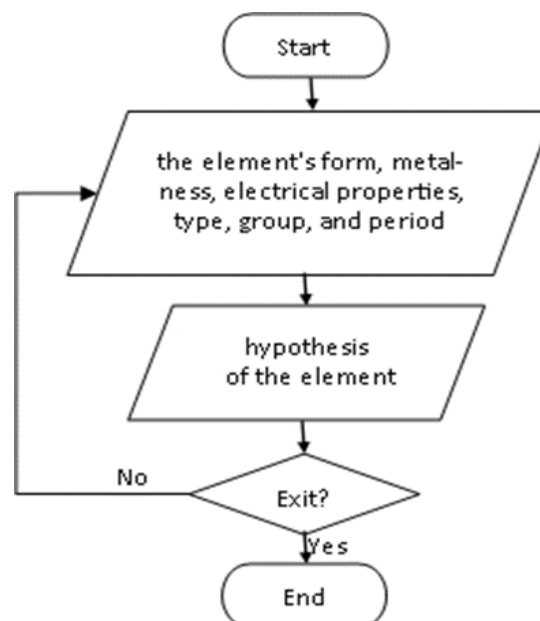 Start
the element's form, metal-
ness, electrical properties,
type, group, and period
hypothesis
of the element
No
Exit?
Yes
End